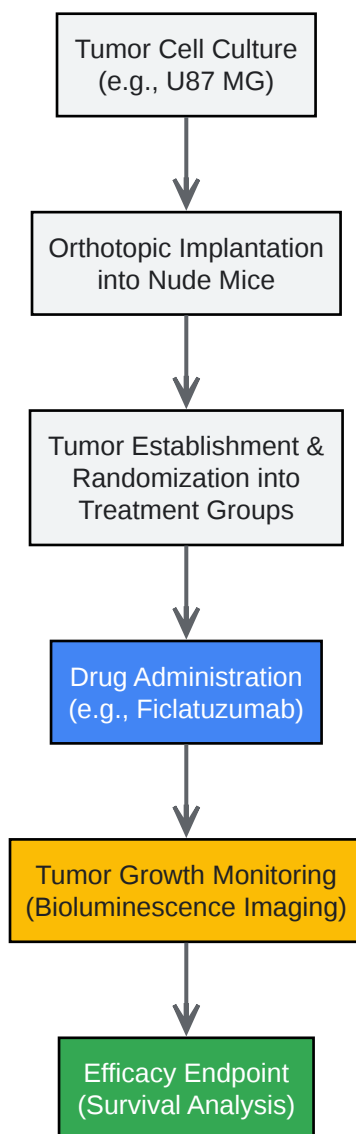 Tumor Cell Culture
(e.g., U87 MG)
Orthotopic Implantation
into Nude Mice
Tumor Establishment &
Randomization into
Treatment Groups
Drug Administration
(e.g., Ficlatuzumab)
Tumor Growth Monitoring
(Bioluminescence Imaging)
Efficacy Endpoint
(Survival Analysis)